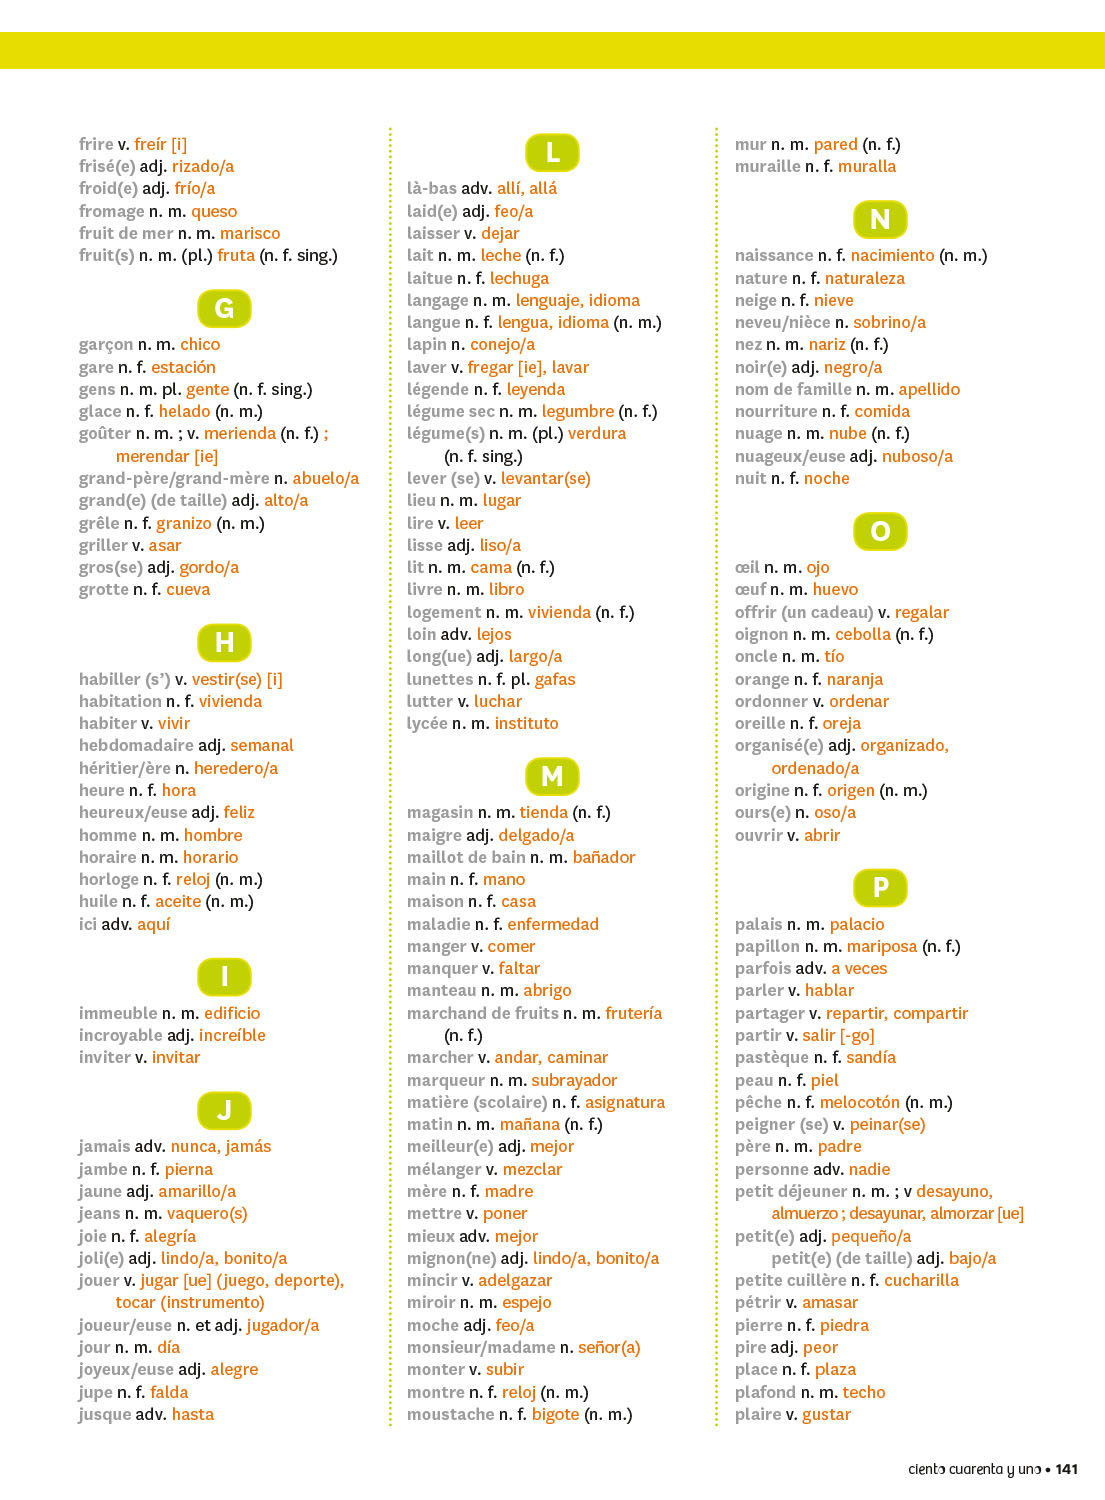 frire v. freír [i]
frisé(e) adj. rizado/a
froid(e) adj. frío/a
fromage n. m. queso
fruit de mer n. m. marisco
fruit(s) n. m. (pl.) fruta (n. f. sing.)
G
garçon n. m. chico
gare n. f. estación
gens n. m. pl. gente (n. f. sing.)
glace n. f. helado (n. m.)
goûter n. m. ; v. merienda (n. f.) ;
merendar [ie]
grand-père/grand-mère n. abuelo/a
grand(e) (de taille) adj. alto/a
grêle n. f. granizo (n. m.)
griller v. asar
gros(se) adj. gordo/a
grotte n. f. cueva
H
habiller (s’) v. vestir(se) [i]
habitation n. f. vivienda
habiter v. vivir
hebdomadaire adj. semanal
héritier/ère n. heredero/a
heure n. f. hora
heureux/euse adj. feliz
homme n. m. hombre
horaire n. m. horario
horloge n. f. reloj (n. m.)
huile n. f. aceite (n. m.)
ici adv. aquí
I
immeuble n. m. edificio
incroyable adj. increíble
inviter v. invitar
J
jamais adv. nunca, jamás
jambe n. f. pierna
jaune adj. amarillo/a
jeans n. m. vaquero(s)
joie n. f. alegría
joli(e) adj. lindo/a, bonito/a
jouer v. jugar [ue] (juego, deporte),
tocar (instrumento)
joueur/euse n. et adj. jugador/a
jour n. m. día
joyeux/euse adj. alegre
jupe n. f. falda
jusque adv. hasta
L
là-bas adv. allí, allá
laid(e) adj. feo/a
laisser v. dejar
lait n. m. leche (n. f.)
laitue n. f. lechuga
langage n. m. lenguaje, idioma
langue n. f. lengua, idioma (n. m.)
lapin n. conejo/a
laver v. fregar [ie], lavar
légende n. f. leyenda
légume sec n. m. legumbre (n. f.)
légume(s) n. m. (pl.) verdura
(n. f. sing.)
lever (se) v. levantar(se)
lieu n. m. lugar
lire v. leer
lisse adj. liso/a
lit n. m. cama (n. f.)
livre n. m. libro
logement n. m. vivienda (n. f.)
loin adv. lejos
long(ue) adj. largo/a
lunettes n. f. pl. gafas
lutter v. luchar
lycée n. m. instituto
M
magasin n. m. tienda (n. f.)
maigre adj. delgado/a
maillot de bain n. m. bañador
main n. f. mano
maison n. f. casa
maladie n. f. enfermedad
manger v. comer
manquer v. faltar
manteau n. m. abrigo
marchand de fruits n. m. frutería
(n. f.)
marcher v. andar, caminar
marqueur n. m. subrayador
matière (scolaire) n. f. asignatura
matin n. m. mañana (n. f.)
meilleur(e) adj. mejor
mélanger v. mezclar
mère n. f. madre
mettre v. poner
mieux adv. mejor
mignon(ne) adj. lindo/a, bonito/a
mincir v. adelgazar
miroir n. m. espejo
moche adj. feo/a
monsieur/madame n. señor(a)
monter v. subir
montre n. f. reloj (n. m.)
moustache n. f. bigote (n. m.)
mur n. m. pared (n. f.)
muraille n. f. muralla
N
naissance n. f. nacimiento (n. m.)
nature n. f. naturaleza
neige n. f. nieve
neveu/nièce n. sobrino/a
nez n. m. nariz (n. f.)
noir(e) adj. negro/a
nom de famille n. m. apellido
nourriture n. f. comida
nuage n. m. nube (n. f.)
nuageux/euse adj. nuboso/a
nuit n. f. noche
O
œil n. m. ojo
œuf n. m. huevo
offrir (un cadeau) v. regalar
oignon n. m. cebolla (n. f.)
oncle n. m. tío
orange n. f. naranja
ordonner v. ordenar
oreille n. f. oreja
organisé(e) adj. organizado,
ordenado/a
origine n. f. origen (n. m.)
ours(e) n. oso/a
ouvrir v. abrir
P
palais n. m. palacio
papillon n. m. mariposa (n. f.)
parfois adv. a veces
parler v. hablar
partager v. repartir, compartir
partir v. salir [-go]
pastèque n. f. sandía
peau n. f. piel
pêche n. f. melocotón (n. m.)
peigner (se) v. peinar(se)
père n. m. padre
personne adv. nadie
petit déjeuner n. m. ; v desayuno,
almuerzo ; desayunar, almorzar [ue]
petit(e) adj. pequeño/a
petit(e) (de taille) adj. bajo/a
petite cuillère n. f. cucharilla
pétrir v. amasar
pierre n. f. piedra
pire adj. peor
place n. f. plaza
plafond n. m. techo
plaire v. gustar
ciento cuarenta y uno • 141